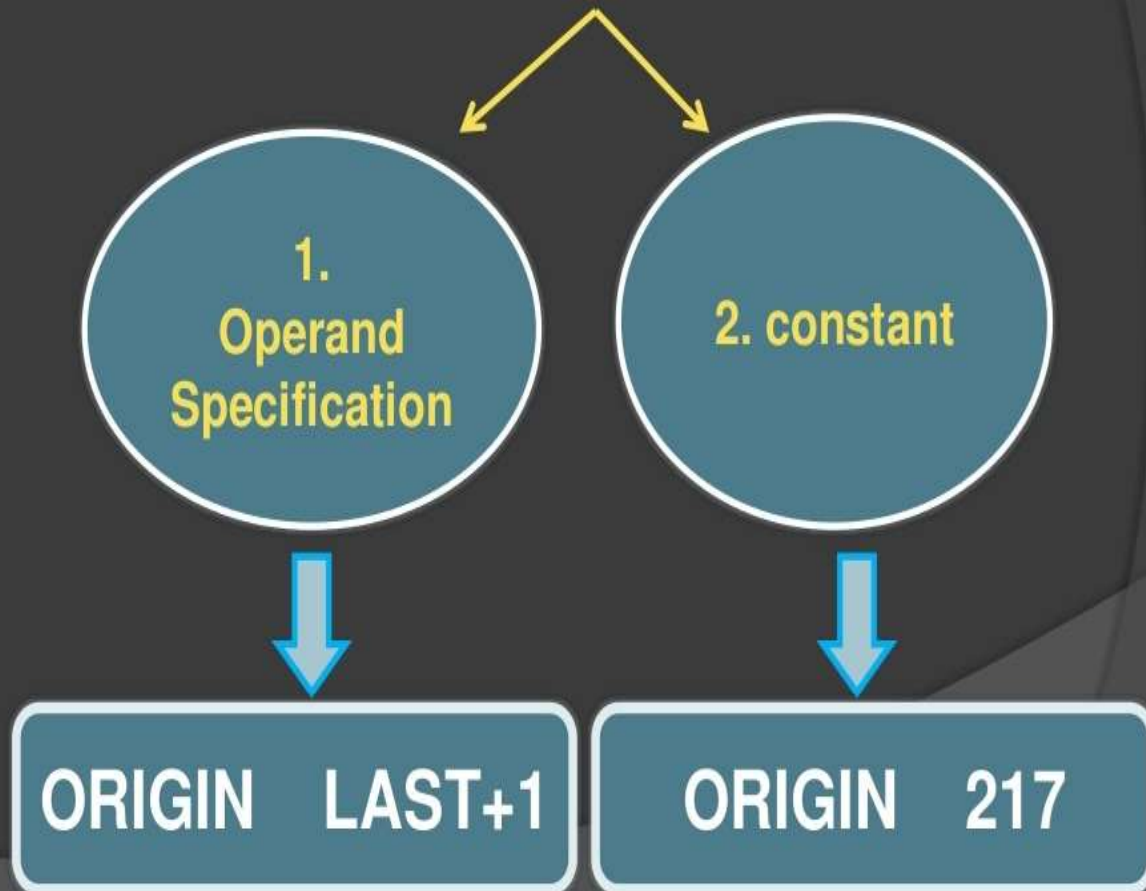 1.
Operand
Specification
2. constant
ORIGIN LAST+1
ORIGIN 217